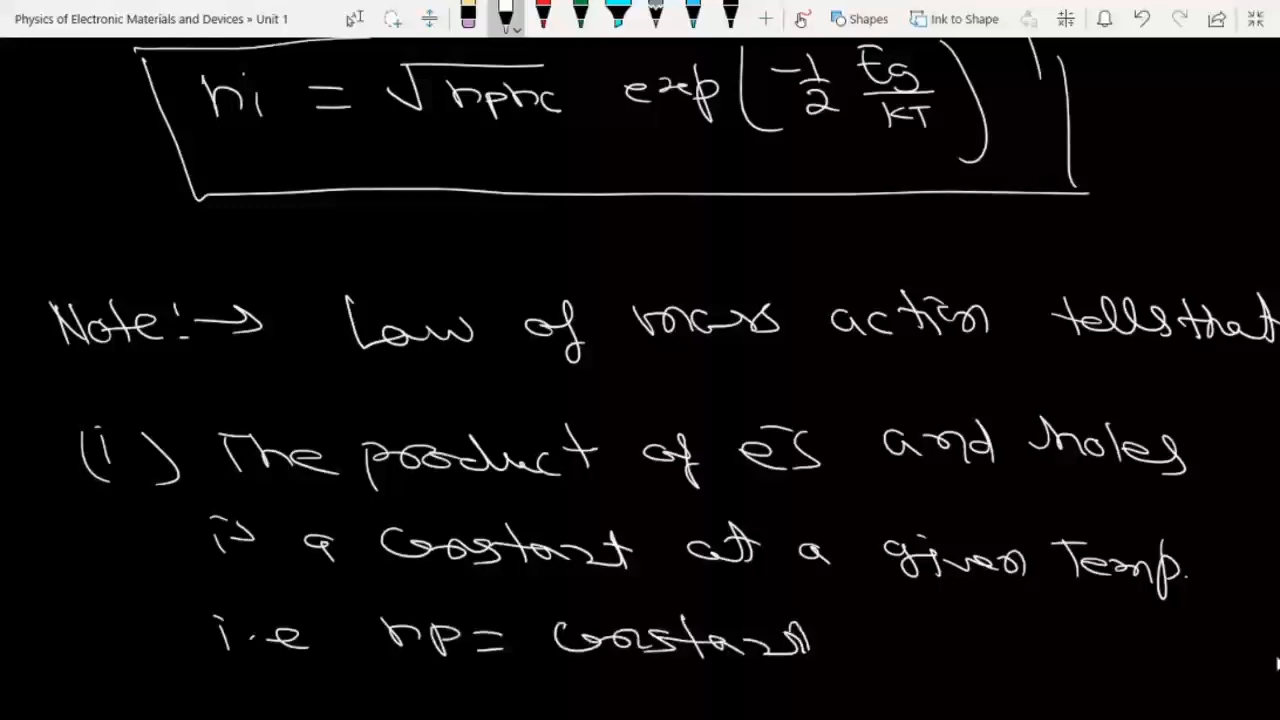 Physics of Electronic Materials and Devices » Unit 1
Shapes
Ink to Shape
ni = √npnc exp(-1/2 Eg/KT)
Note:→ Law of mass action tells that
(i) The product of e̅s and holes
is a constant at a given Temp.
i.e np= constant